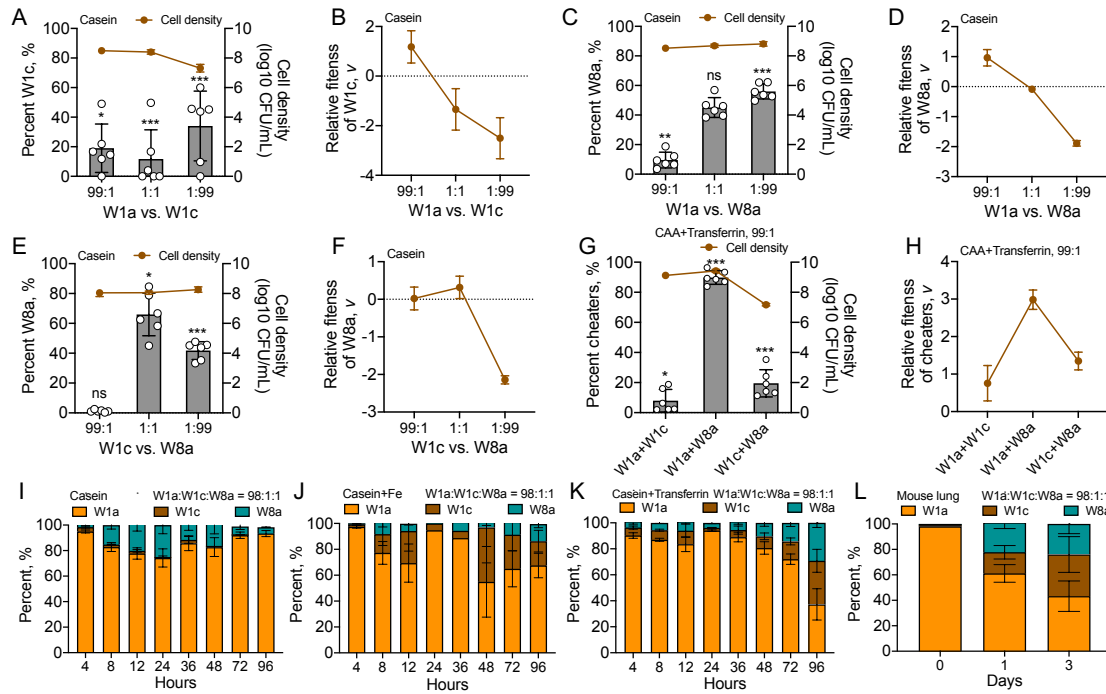 A
Casein
Cell density
Percent W1c, %
100
80
60
40
20
0
10
8
6
4
2
0
Cell density
(log10 CFU/mL)
*
***
***
99:1
1:1
1:99
W1a vs. W1c
B
Casein
Relative fitenss
of W1c, v
2
0
-2
-4
99:1
1:1
1:99
W1a vs. W1c
C
Casein
Cell density
Percent W8a, %
100
80
60
40
20
0
10
8
6
4
2
0
Cell density
(log10 CFU/mL)
**
ns
***
99:1
1:1
1:99
W1a vs. W8a
D
Casein
Relative fitenss
of W8a, v
2
1
0
-1
-2
-3
99:1
1:1
1:99
W1a vs. W8a
E
Casein
Cell density
Percent W8a, %
100
80
60
40
20
0
10
8
6
4
2
0
Cell density
(log10 CFU/mL)
ns
*
***
99:1
1:1
1:99
W1c vs. W8a
F
Casein
Relative fitenss
of W8a, v
1
0
-1
-2
-3
99:1
1:1
1:99
W1c vs. W8a
G
CAA+Transferrin, 99:1
Cell density
Percent cheaters, %
100
80
60
40
20
0
10
8
6
4
2
0
Cell density
(log10 CFU/mL)
*
***
***
W1a+W1c
W1a+W8a
W1c+W8a
H
CAA+Transferrin, 99:1
Relative fitenss
of cheaters, v
4
3
2
1
0
W1a+W1c
W1a+W8a
W1c+W8a
I
Casein
W1a:W1c:W8a = 98:1:1
W1a
W1c
W8a
Percent, %
100
80
60
40
20
0
4
8
12
24
36
48
72
96
Hours
J
Casein+Fe
W1a:W1c:W8a = 98:1:1
W1a
W1c
W8a
Percent, %
100
80
60
40
20
0
4
8
12
24
36
48
72
96
Hours
K
Casein+Transferrin
W1a:W1c:W8a = 98:1:1
W1a
W1c
W8a
Percent, %
100
80
60
40
20
0
4
8
12
24
36
48
72
96
Hours
L
Mouse lung
W1a:W1c:W8a = 98:1:1
W1a
W1c
W8a
Percent, %
100
80
60
40
20
0
0
1
3
Days